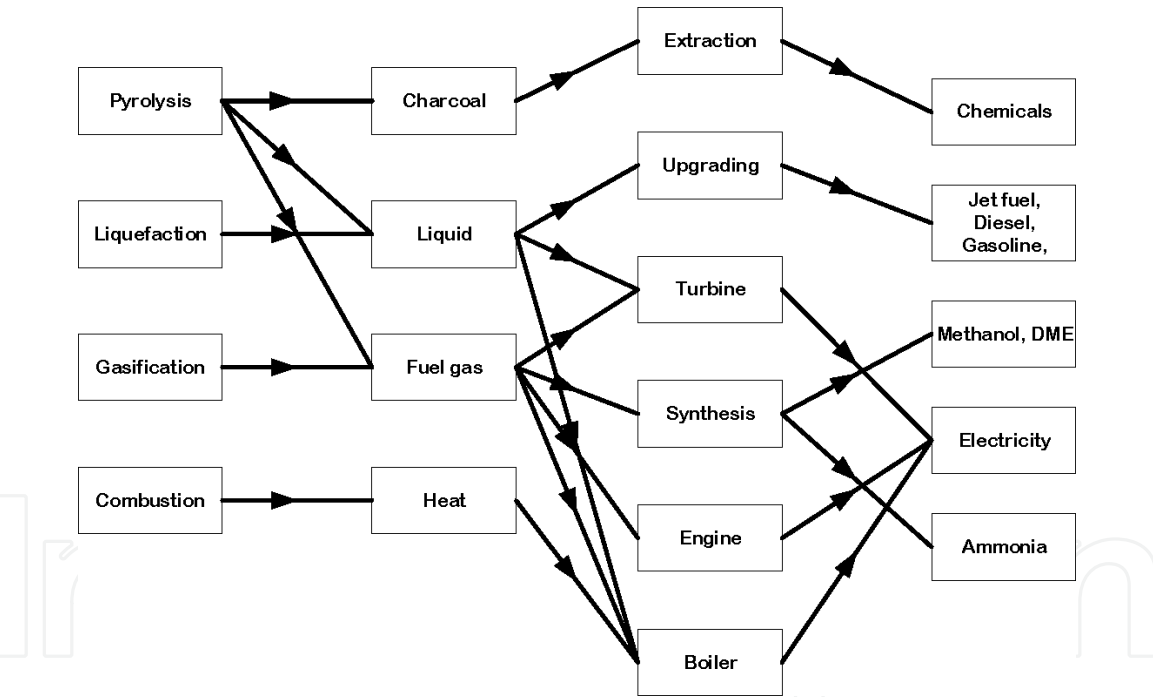 Pyrolysis
Liquefaction
Gasification
Combustion
Charcoal
Liquid
Fuel gas
Heat
Extraction
Upgrading
Turbine
Synthesis
Engine
Boiler
Chemicals
Jet fuel,
Diesel,
Gasoline,
Methanol, DME
Electricity
Ammonia